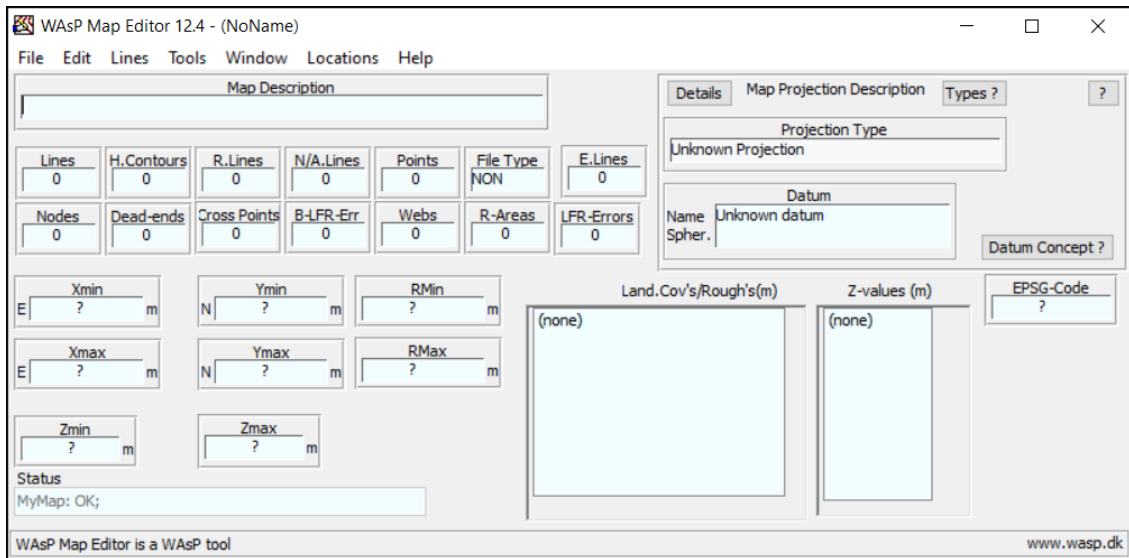 WAsP Map Editor 12.4 - (NoName)
File Edit Lines Tools Window Locations Help
Map Description
Details Map Projection Description Types ? ?
Projection Type
Unknown Projection
Lines H.Contours R.Lines N/A.Lines Points File Type E.Lines
0 0 0 0 0 NON 0
Datum
Name Unknown datum
Spher.
Nodes Dead-ends Cross Points B-LFR-Err Webs R-Areas LFR-Errors
0 0 0 0 0 0 0
Datum Concept ?
Xmin Ymin RMin
E ? m N ? m ? m
Land.Cov's/Rough's(m) Z-values (m) EPSG-Code
(none) (none) ?
Xmax Ymax RMax
E ? m N ? m ? m
Zmin Zmax
? m ? m
Status
MyMap: OK;
WAsP Map Editor is a WAsP tool www.wasp.dk